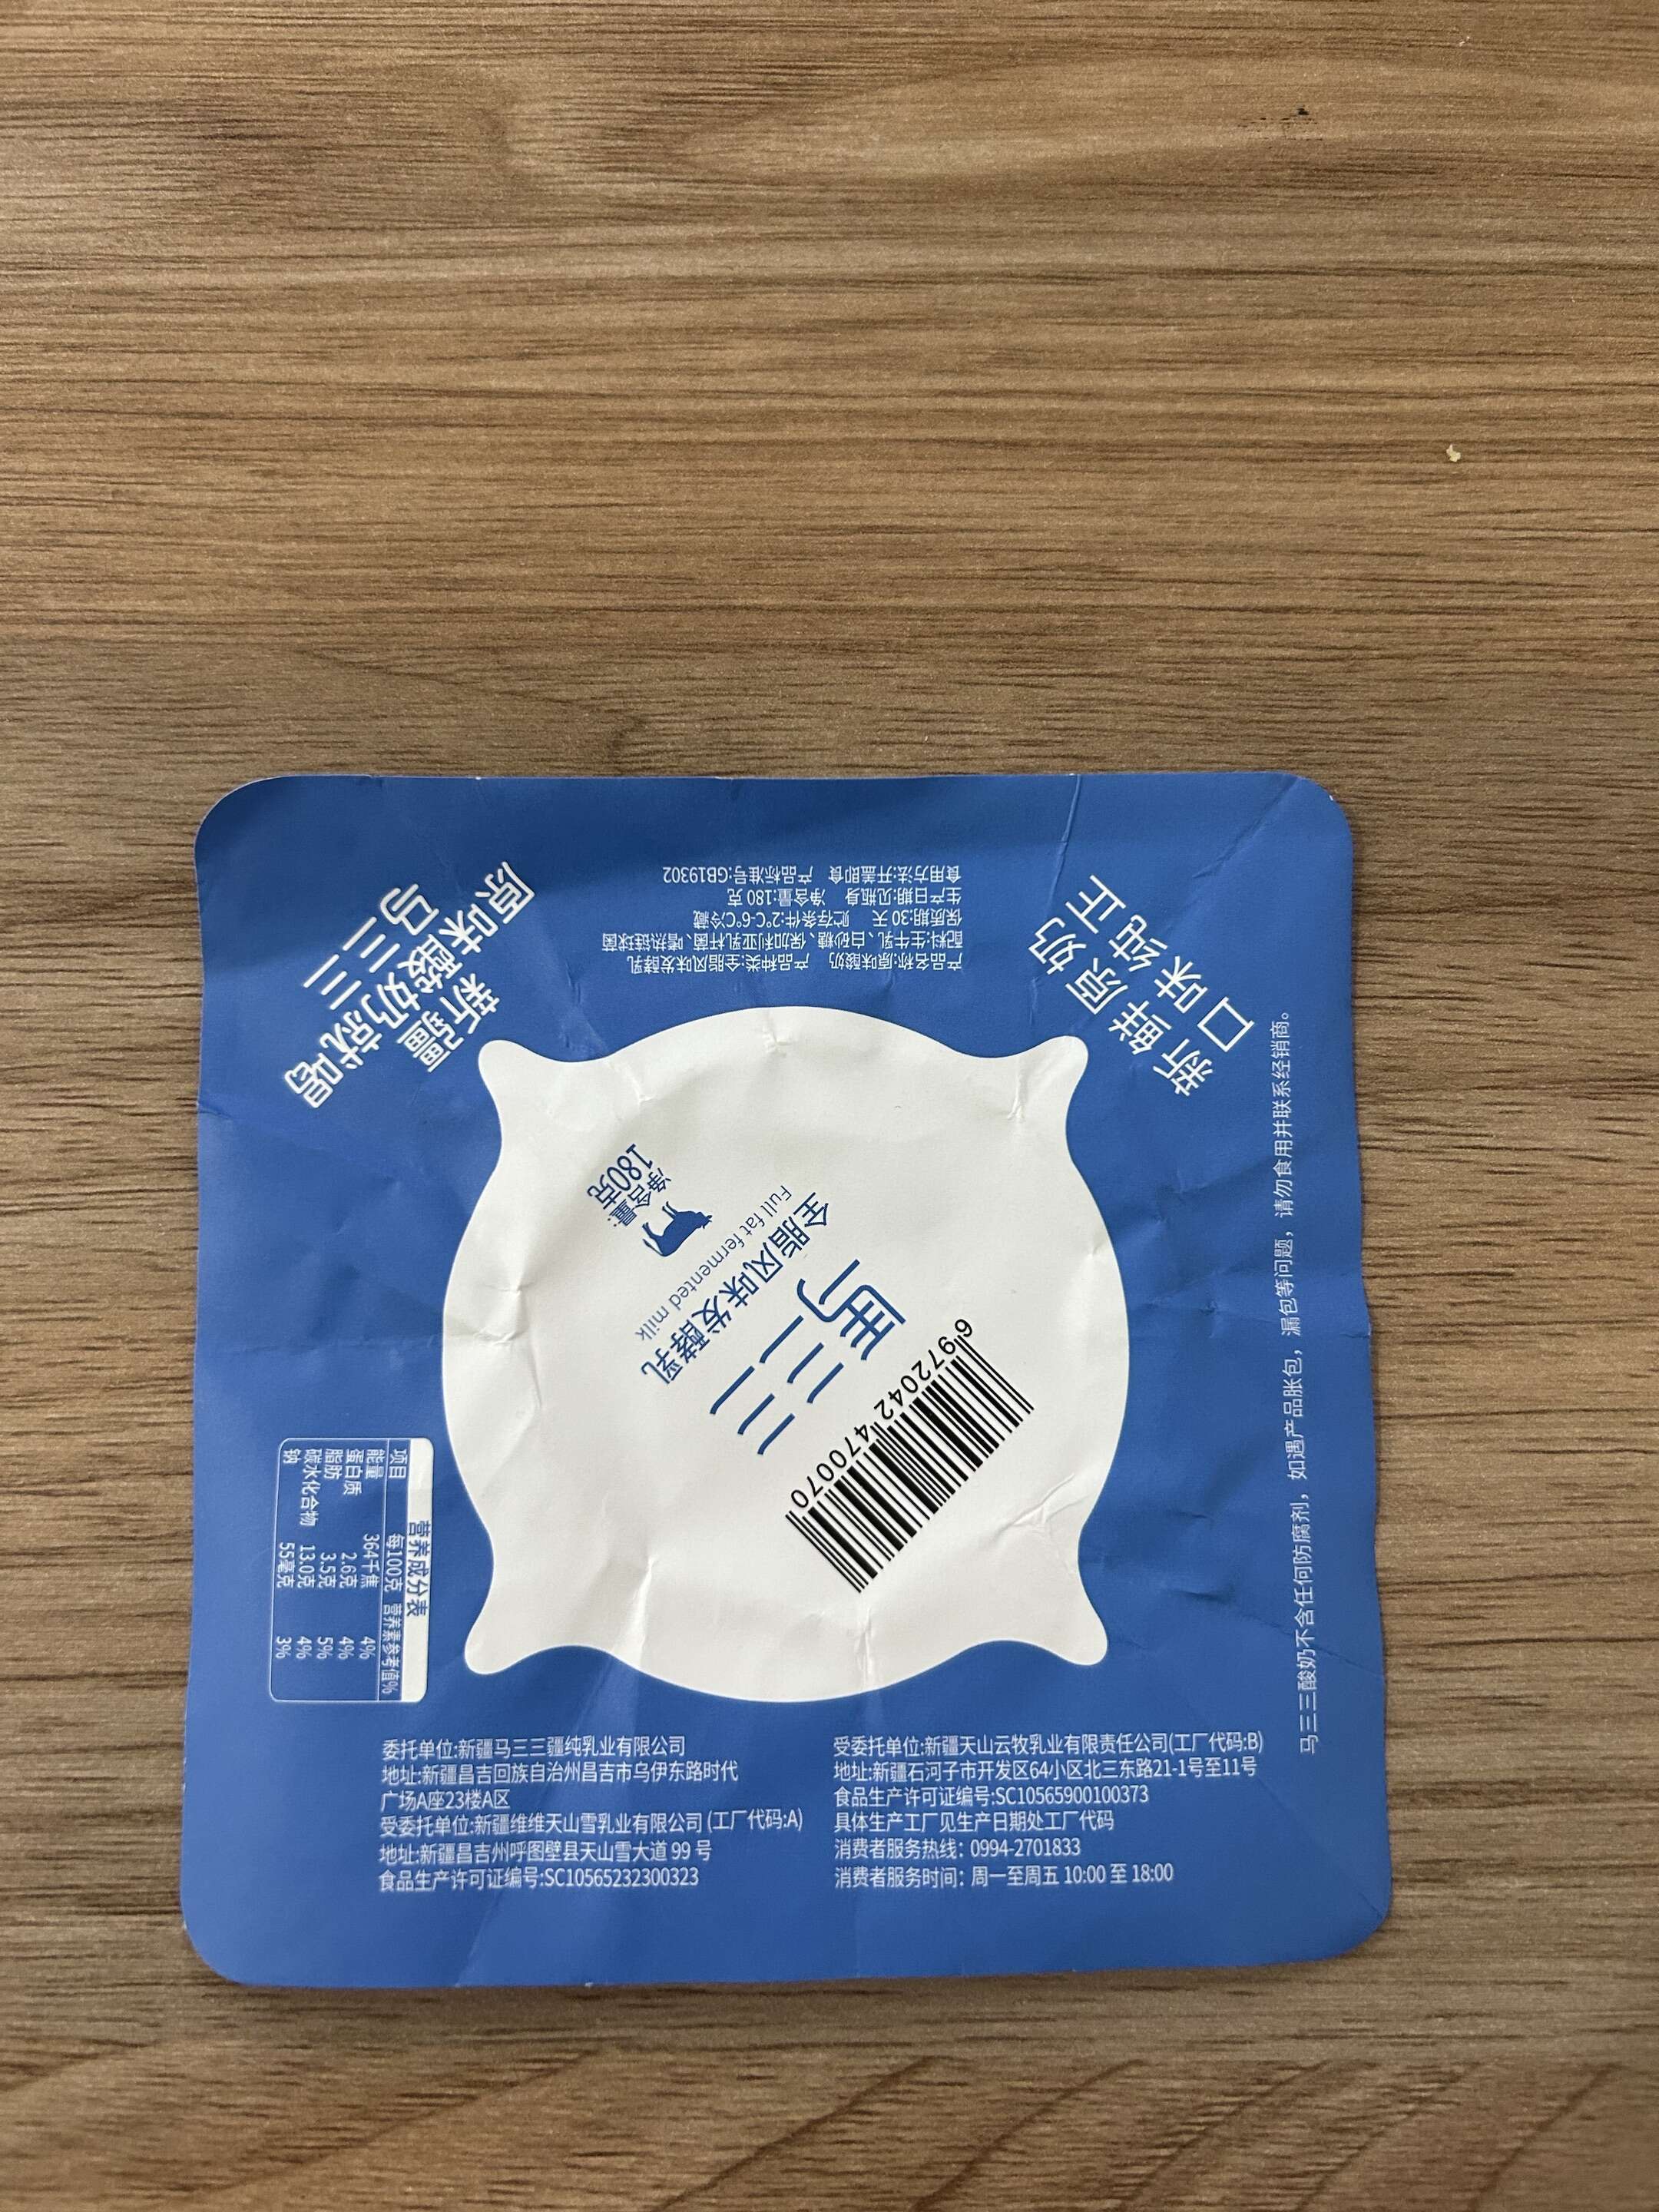 新疆
原味酸奶就喝
马三三
产品名称:原味酸奶 产品种类:全脂风味发酵乳
配料:生牛乳、白砂糖、保加利亚乳杆菌、嗜热链球菌
保质期:30 天 贮存条件:2°C-6°C冷藏
生产日期:见瓶身 净含量:180 克
食用方法:开盖即食 产品标准号:GB19302
新鲜原奶
口味纯正
馬三三
全脂风味发酵乳
Full fat fermented milk
净含量:
180克
6 972042 470070
马三三酸奶不含任何防腐剂，如遇产品胀包，漏包等问题，请勿食用并联系经销商。
营养成分表
项目 每100克 营养素参考值%
能量 364千焦 4%
蛋白质 2.6克 4%
脂肪 3.5克 5%
碳水化合物 13.0克 4%
钠 55毫克 3%
委托单位:新疆马三三疆纯乳业有限公司
地址:新疆昌吉回族自治州昌吉市乌伊东路时代
广场A座23楼A区
受委托单位:新疆维维天山雪乳业有限公司 (工厂代码:A)
地址:新疆昌吉州呼图壁县天山雪大道 99 号
食品生产许可证编号:SC10565232300323
受委托单位:新疆天山云牧乳业有限责任公司(工厂代码:B)
地址:新疆石河子市开发区64小区北三东路21-1号至11号
食品生产许可证编号:SC10565900100373
具体生产工厂见生产日期处工厂代码
消费者服务热线：0994-2701833
消费者服务时间：周一至周五 10:00 至 18:00